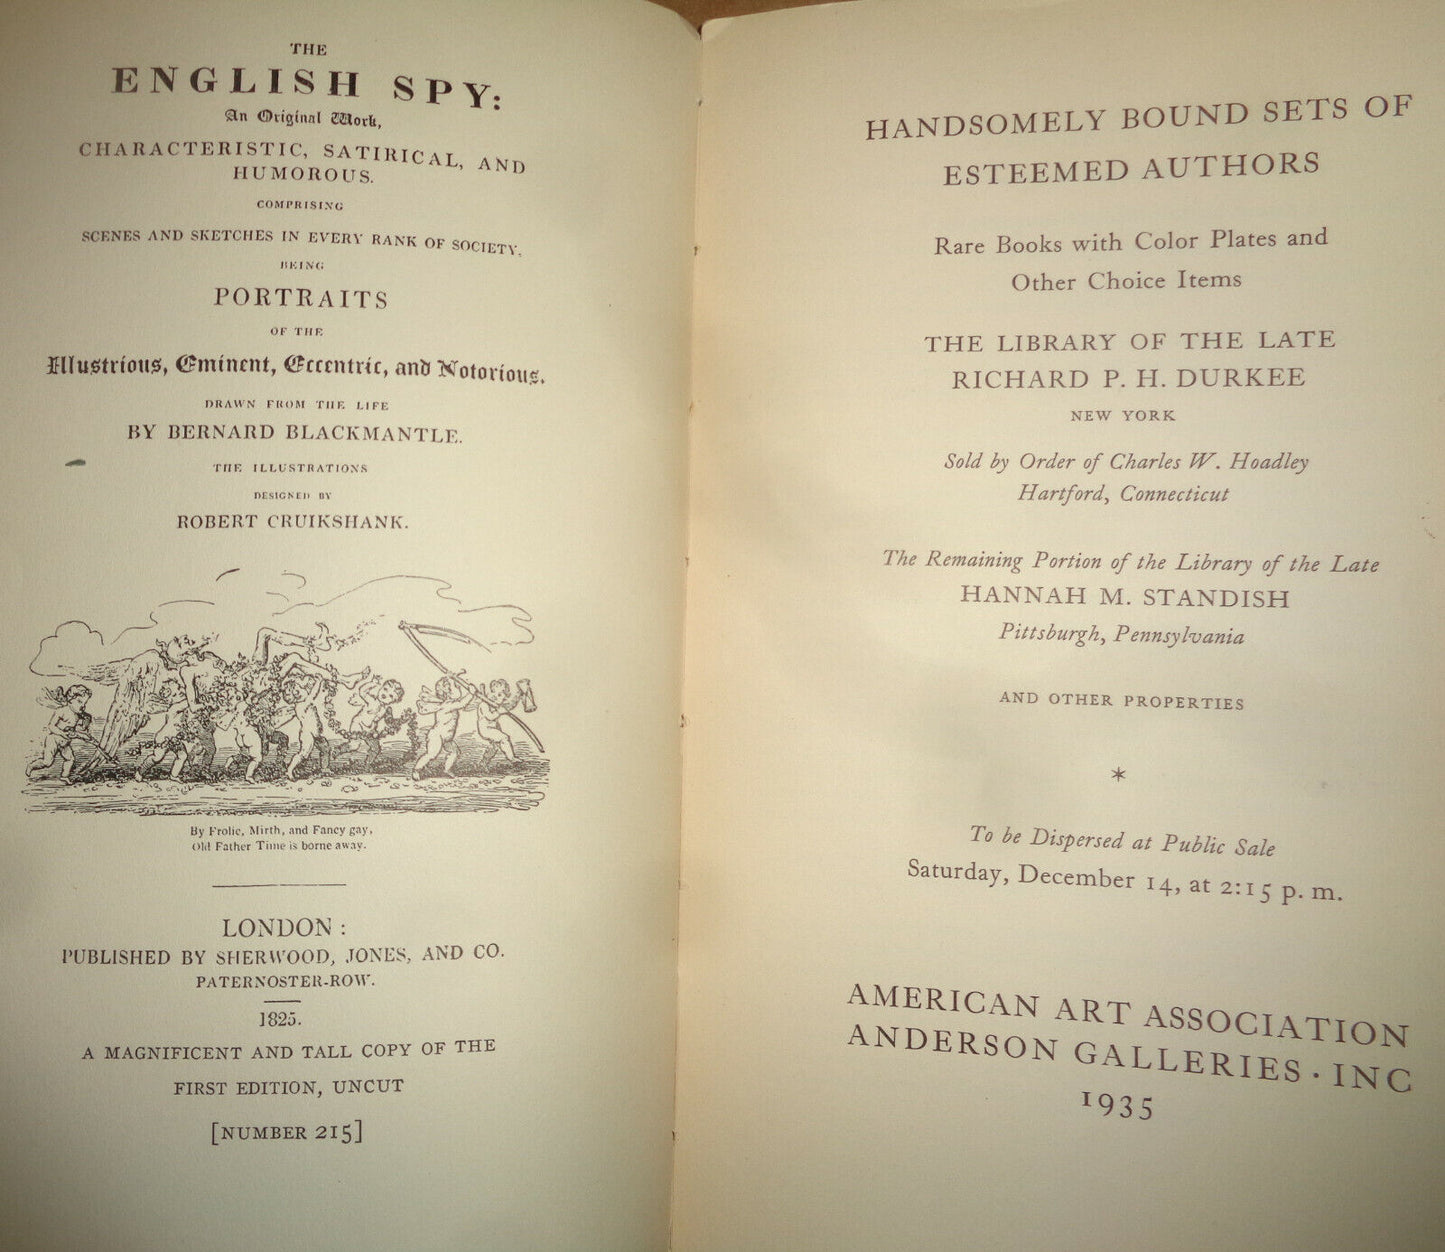 THE
ENGLISH SPY:
An Original Work,
CHARACTERISTIC, SATIRICAL, AND
HUMOROUS.
COMPRISING
SCENES AND SKETCHES IN EVERY RANK OF SOCIETY,
BEING
PORTRAITS
OF THE
Illustrious, Eminent, Eccentric, and Notorious.
DRAWN FROM THE LIFE
BY BERNARD BLACKMANTLE.
THE ILLUSTRATIONS
DESIGNED BY
ROBERT CRUIKSHANK.
By Frolic, Mirth, and Fancy gay,
Old Father Time is borne away.
LONDON:
PUBLISHED BY SHERWOOD, JONES, AND CO.
PATERNOSTER-ROW.
1825.
A MAGNIFICENT AND TALL COPY OF THE
FIRST EDITION, UNCUT
[NUMBER 215]
HANDSOMELY BOUND SETS OF
ESTEEMED AUTHORS
Rare Books with Color Plates and
Other Choice Items
THE LIBRARY OF THE LATE
RICHARD P. H. DURKEE
NEW YORK
Sold by Order of Charles W. Hoadley
Hartford, Connecticut
The Remaining Portion of the Library of the Late
HANNAH M. STANDISH
Pittsburgh, Pennsylvania
AND OTHER PROPERTIES
*
To be Dispersed at Public Sale
Saturday, December 14, at 2:15 p. m.
AMERICAN ART ASSOCIATION
ANDERSON GALLERIES · INC
1935